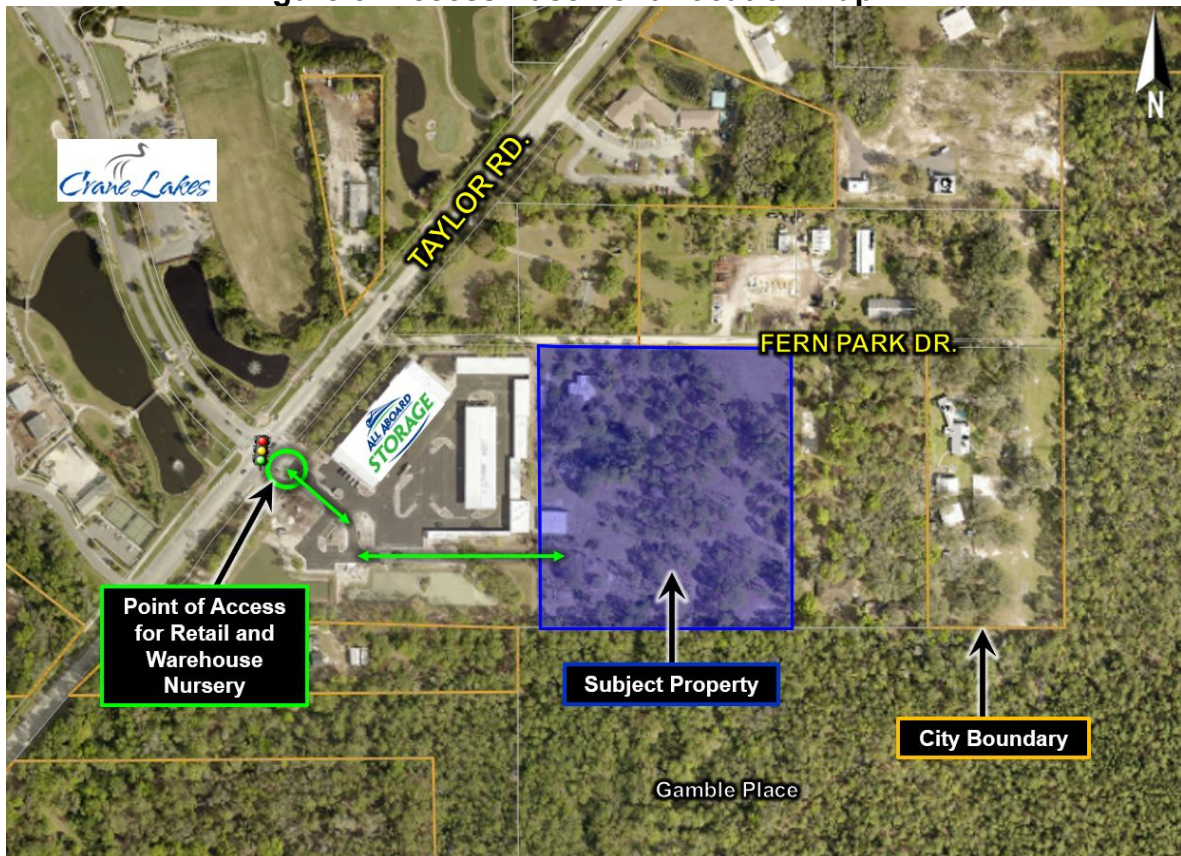 N
Crane Lakes
TAYLOR RD.
FERN PARK DR.
ALL ABOARD
STORAGE
Point of Access
for Retail and
Warehouse
Nursery
Subject Property
City Boundary
Gamble Place